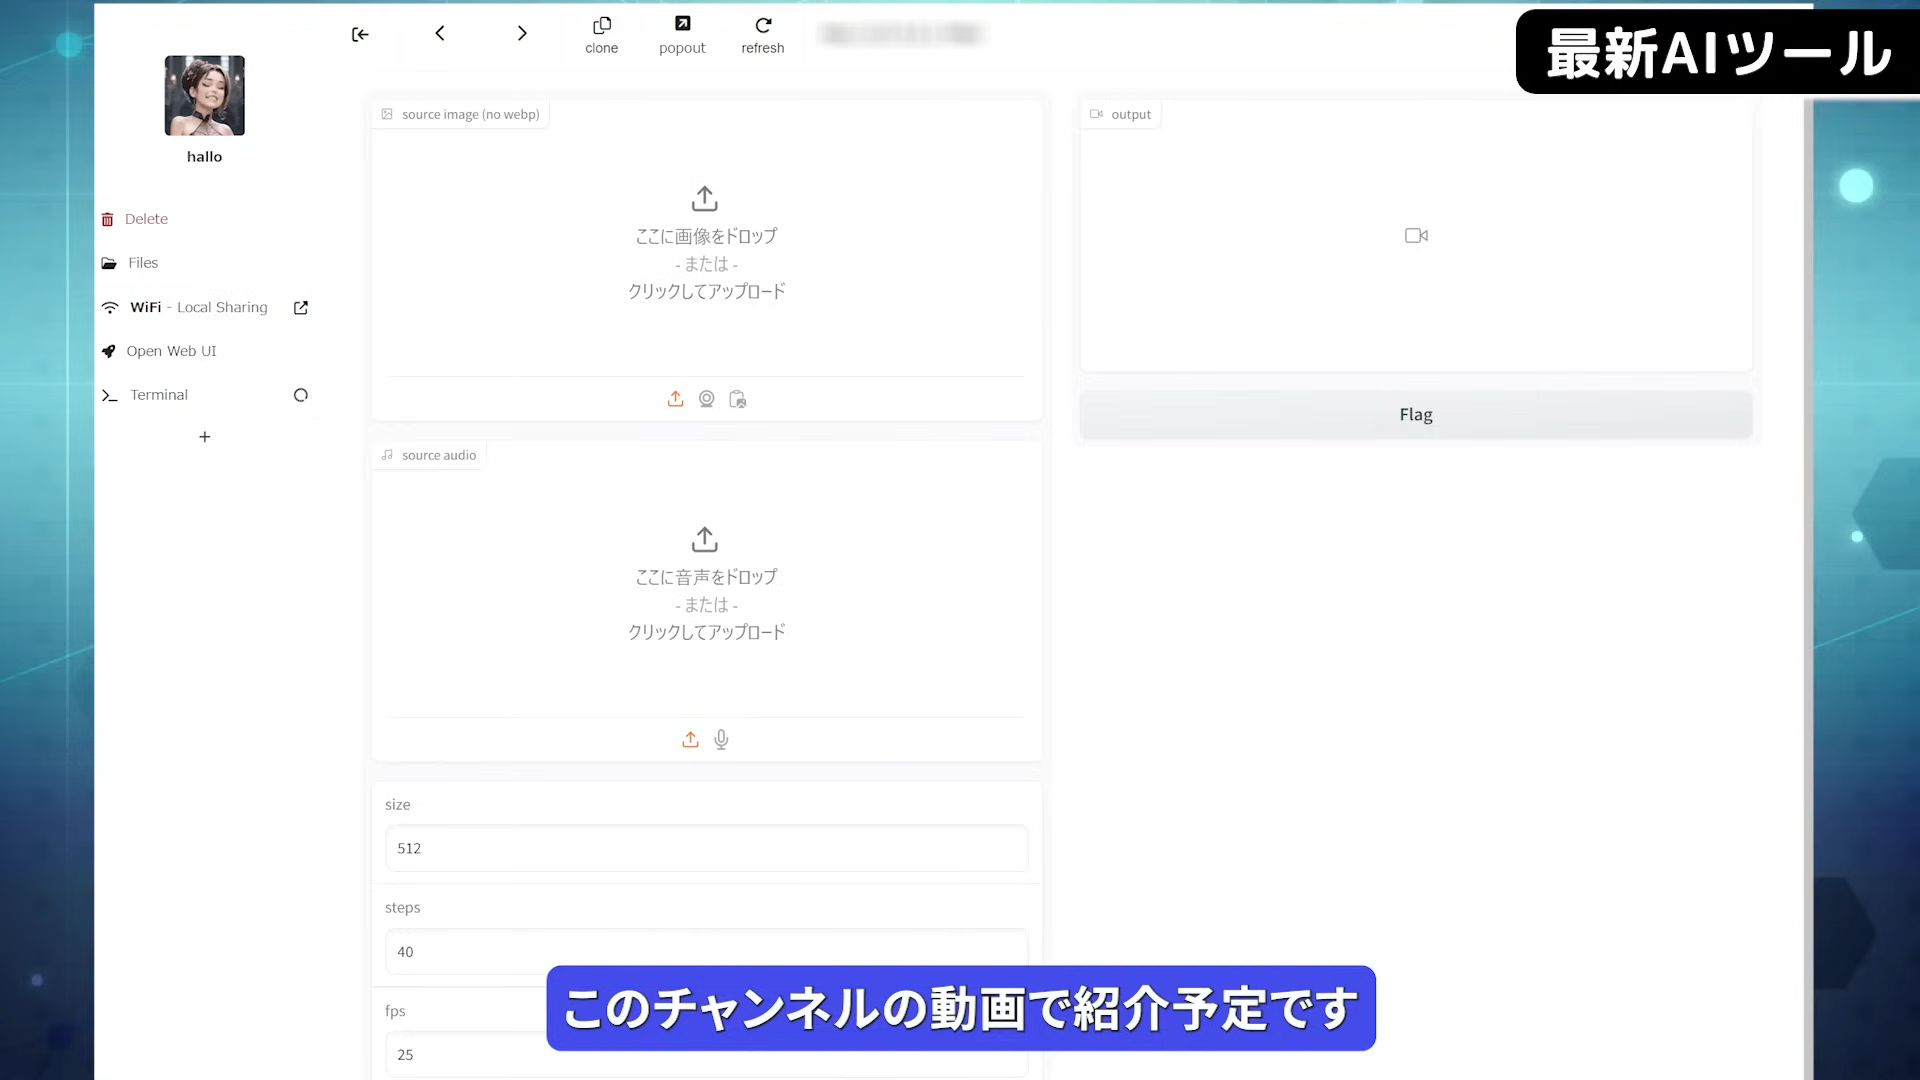 最新AIツール
clone
popout
refresh
hallo
Delete
Files
WiFi - Local Sharing
Open Web UI
Terminal
source image (no webp)
ここに画像をドロップ
- または -
クリックしてアップロード
source audio
ここに音声をドロップ
- または -
クリックしてアップロード
size
512
steps
40
fps
25
output
Flag
このチャンネルの動画で紹介予定です